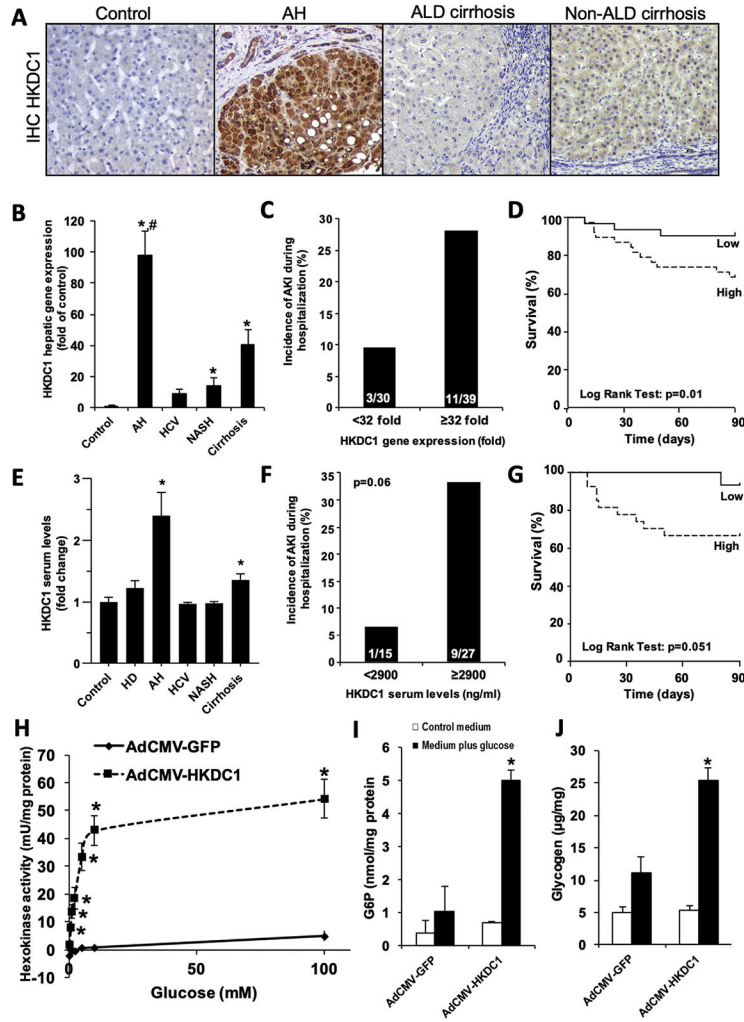 A
Control
AH
ALD cirrhosis
Non-ALD cirrhosis
IHC HKDC1
B
HKDC1 hepatic gene expression
(fold of control)
120
100
80
60
40
20
0
*,#
*
*
Control
AH
HCV
NASH
Cirrhosis
C
Incidence of AKI during
hospitalization (%)
30
25
20
15
10
5
0
3/30
11/39
<32 fold
≥32 fold
HKDC1 gene expression (fold)
D
Survival (%)
100
80
60
40
20
0
Low
High
Log Rank Test: p=0.01
0
30
60
90
Time (days)
E
HKDC1 serum levels
(fold change)
3
2
1
0
*
*
Control
HD
AH
HCV
NASH
Cirrhosis
F
Incidence of AKI during
hospitalization (%)
35
30
25
20
15
10
5
0
p=0.06
1/15
9/27
<2900
≥2900
HKDC1 serum levels (ng/ml)
G
Survival (%)
100
80
60
40
20
0
Low
High
Log Rank Test: p=0.051
0
30
60
90
Time (days)
H
Hexokinase activity (mU/mg protein)
70
60
50
40
30
20
10
0
-10
AdCMV-GFP
AdCMV-HKDC1
*
*
*
*
*
*
50
100
Glucose (mM)
I
Control medium
Medium plus glucose
G6P (nmol/mg protein)
6
5
4
3
2
1
0
*
AdCMV-GFP
AdCMV-HKDC1
J
Glycogen (µg/mg)
30
25
20
15
10
5
0
*
AdCMV-GFP
AdCMV-HKDC1